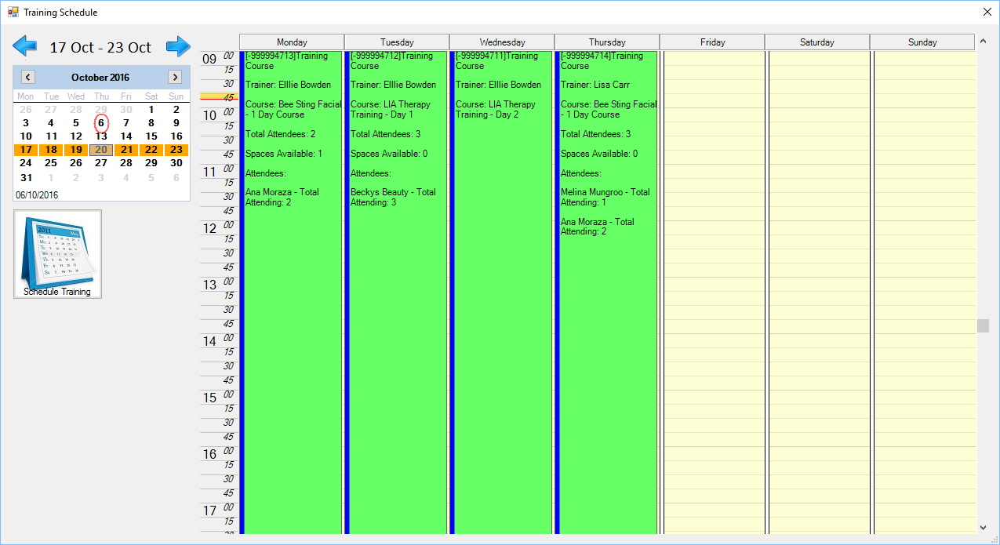 Training Schedule
17 Oct - 23 Oct
October 2016
Mon Tue Wed Thu Fri Sat Sun
26 27 28 29 30 1 2
3 4 5 6 7 8 9
10 11 12 13 14 15 16
17 18 19 20 21 22 23
24 25 26 27 28 29 30
31 1 2 3 4 5 6
06/10/2016
2011 May
Schedule Training
Monday Tuesday Wednesday Thursday Friday Saturday Sunday
09 00
15
30
45
10 00
15
30
45
11 00
15
30
45
12 00
15
30
45
13 00
15
30
45
14 00
15
30
45
15 00
15
30
45
16 00
15
30
45
17 00
15
30
[-999994713]Training
Course
Trainer: Elllie Bowden
Course: Bee Sting Facial
- 1 Day Course
Total Attendees: 2
Spaces Available: 1
Attendees:
Ana Moraza - Total
Attending: 2
[-999994712]Training
Course
Trainer: Elllie Bowden
Course: LIA Therapy
Training - Day 1
Total Attendees: 3
Spaces Available: 0
Attendees:
Beckys Beauty - Total
Attending: 3
[-999994711]Training
Course
Trainer: Elllie Bowden
Course: LIA Therapy
Training - Day 2
[-999994714]Training
Course
Trainer: Lisa Carr
Course: Bee Sting Facial
- 1 Day Course
Total Attendees: 3
Spaces Available: 0
Attendees:
Melina Mungroo - Total
Attending: 1
Ana Moraza - Total
Attending: 2